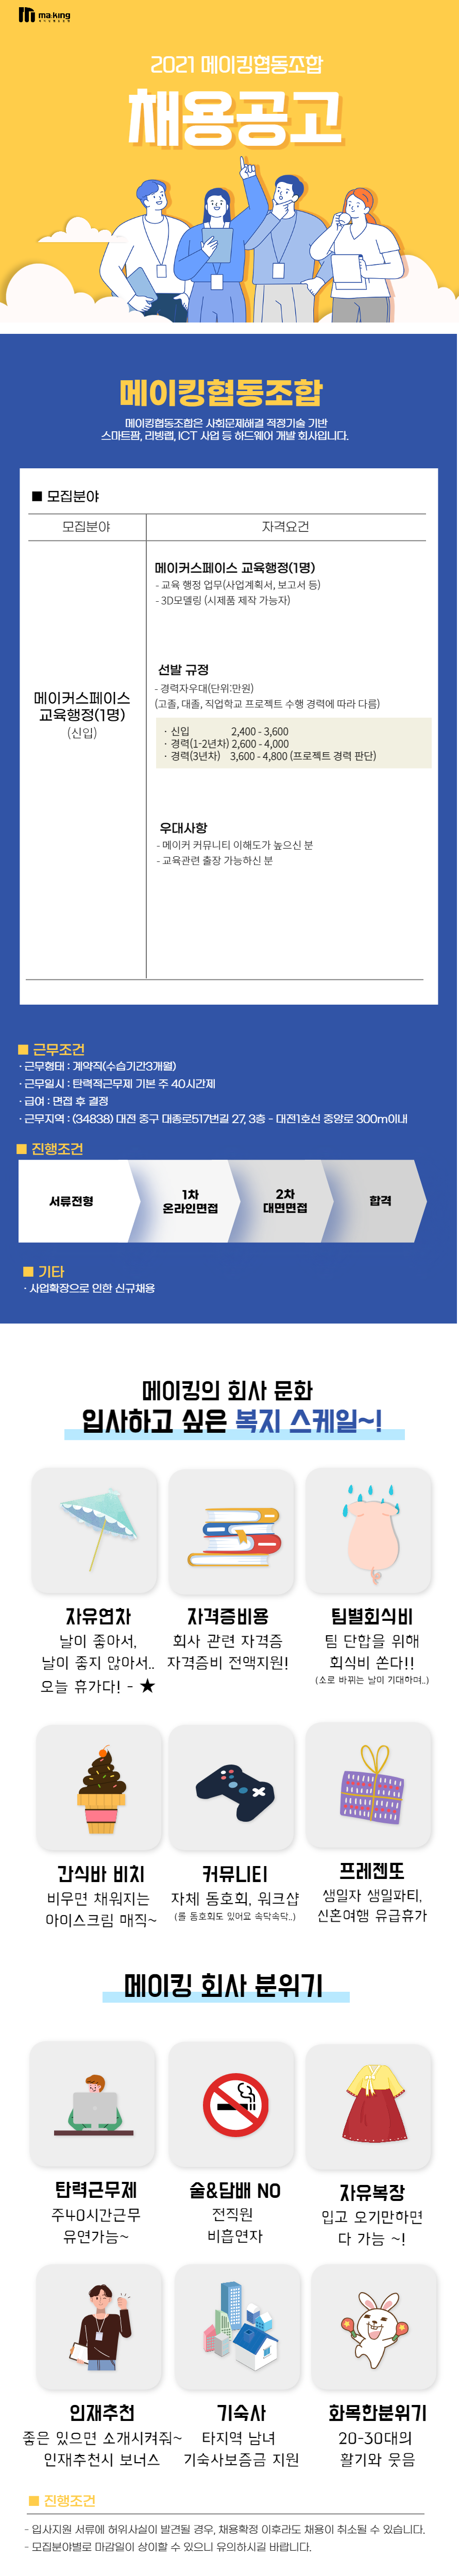 making
2021 메이킹협동조합
채용공고
메이킹협동조합
메이킹협동조합은 사회문제해결 적정기술 기반
스마트팜, 리빙랩, ICT 사업 등 하드웨어 개발 회사입니다.
■ 모집분야
모집분야 자격요건
메이커스페이스 교육행정(1명)
- 교육 행정 업무(사업계획서, 보고서 등)
- 3D모델링 (시제품 제작 가능자)
메이커스페이스
교육행정(1명)
(신입)
선발 규정
- 경력자우대(단위:만원)
(고졸, 대졸, 직업학교 프로젝트 수행 경력에 따라 다름)
· 신입 2,400 - 3,600
· 경력(1-2년차) 2,600 - 4,000
· 경력(3년차) 3,600 - 4,800 (프로젝트 경력 판단)
우대사항
- 메이커 커뮤니티 이해도가 높으신 분
- 교육관련 출장 가능하신 분
■ 근무조건
· 근무형태 : 계약직(수습기간3개월)
· 근무일시 : 탄력적근무제 기본 주 40시간제
· 급여 : 면접 후 결정
· 근무지역 : (34838) 대전 중구 대종로517번길 27, 3층 - 대전1호선 중앙로 300m이내
■ 진행조건
서류전형
1차
온라인면접
2차
대면면접
합격
■ 기타
· 사업확장으로 인한 신규채용
메이킹의 회사 문화
입사하고 싶은 복지 스케일~!
자유연차
날이 좋아서,
날이 좋지 않아서..
오늘 휴가다! - ★
자격증비용
회사 관련 자격증
자격증비 전액지원!
팀별회식비
팀 단합을 위해
회식비 쏜다!!
(소로 바뀌는 날이 기대하며..)
간식바 비치
비우면 채워지는
아이스크림 매직~
커뮤니티
자체 동호회, 워크샵
(롤 동호회도 있어요 속닥속닥..)
프레젠또
생일자 생일파티,
신혼여행 유급휴가
메이킹 회사 분위기
탄력근무제
주40시간근무
유연가능~
술&담배 NO
전직원
비흡연자
자유복장
입고 오기만하면
다 가능 ~!
인재추천
좋은 있으면 소개시켜줘~
인재추천시 보너스
기숙사
타지역 남녀
기숙사보증금 지원
화목한분위기
20-30대의
활기와 웃음
■ 진행조건
- 입사지원 서류에 허위사실이 발견될 경우, 채용확정 이후라도 채용이 취소될 수 있습니다.
- 모집분야별로 마감일이 상이할 수 있으니 유의하시길 바랍니다.